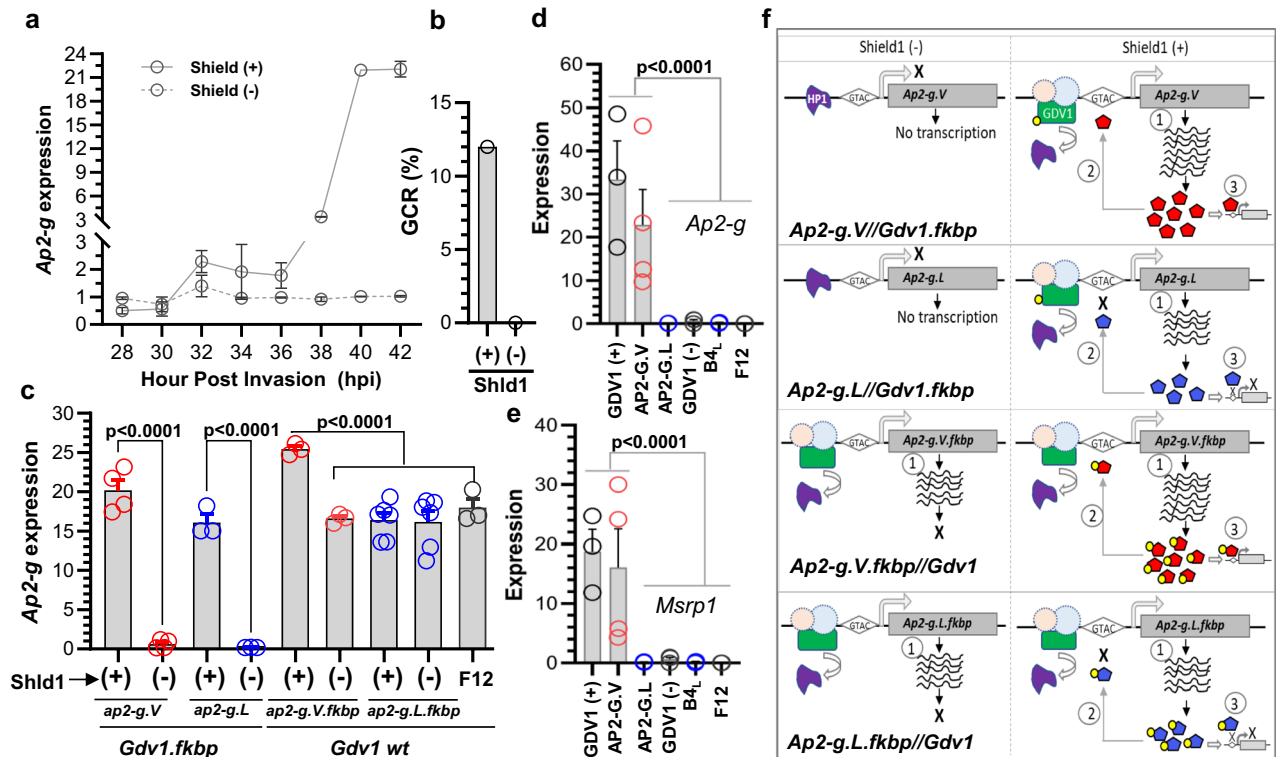 a
Ap2-g expression
24
21
18
15
12
9
6
3
3
2
1
0
Shield (+)
Shield (-)
28 30 32 34 36 38 40 42
Hour Post Invasion (hpi)
b
GCR (%)
15
10
5
0
(+) (-)
Shld1
c
Ap2-g expression
30
25
20
15
10
5
0
p<0.0001 p<0.0001 p<0.0001
Shld1 (+) (-) (+) (-) (+) (-) (+) (-) F12
ap2-g.V ap2-g.L ap2-g.V.fkbp ap2-g.L.fkbp
Gdv1.fkbp Gdv1 wt
d
Expression
60
50
40
30
20
10
0
p<0.0001
Ap2-g
GDV1 (+)
AP2-G.V
AP2-G.L
GDV1 (-)
B4L
F12
e
Expression
40
30
20
10
0
p<0.0001
Msrp1
GDV1 (+)
AP2-G.V
AP2-G.L
GDV1 (-)
B4L
F12
f
Shield1 (-) Shield1 (+)
HP1 GTAC X Ap2-g.V
No transcription
Ap2-g.V//Gdv1.fkbp
GDV1 GTAC Ap2-g.V
1
2
3
GTAC X Ap2-g.L
No transcription
Ap2-g.L//Gdv1.fkbp
GTAC Ap2-g.L
X
1
2
3
X X
GTAC Ap2-g.V.fkbp
1
X
Ap2-g.V.fkbp//Gdv1
GTAC Ap2-g.V.fkbp
1
2
3
GTAC Ap2-g.L.fkbp
1
X
Ap2-g.L.fkbp//Gdv1
GTAC Ap2-g.L.fkbp
X
1
2
3
X X